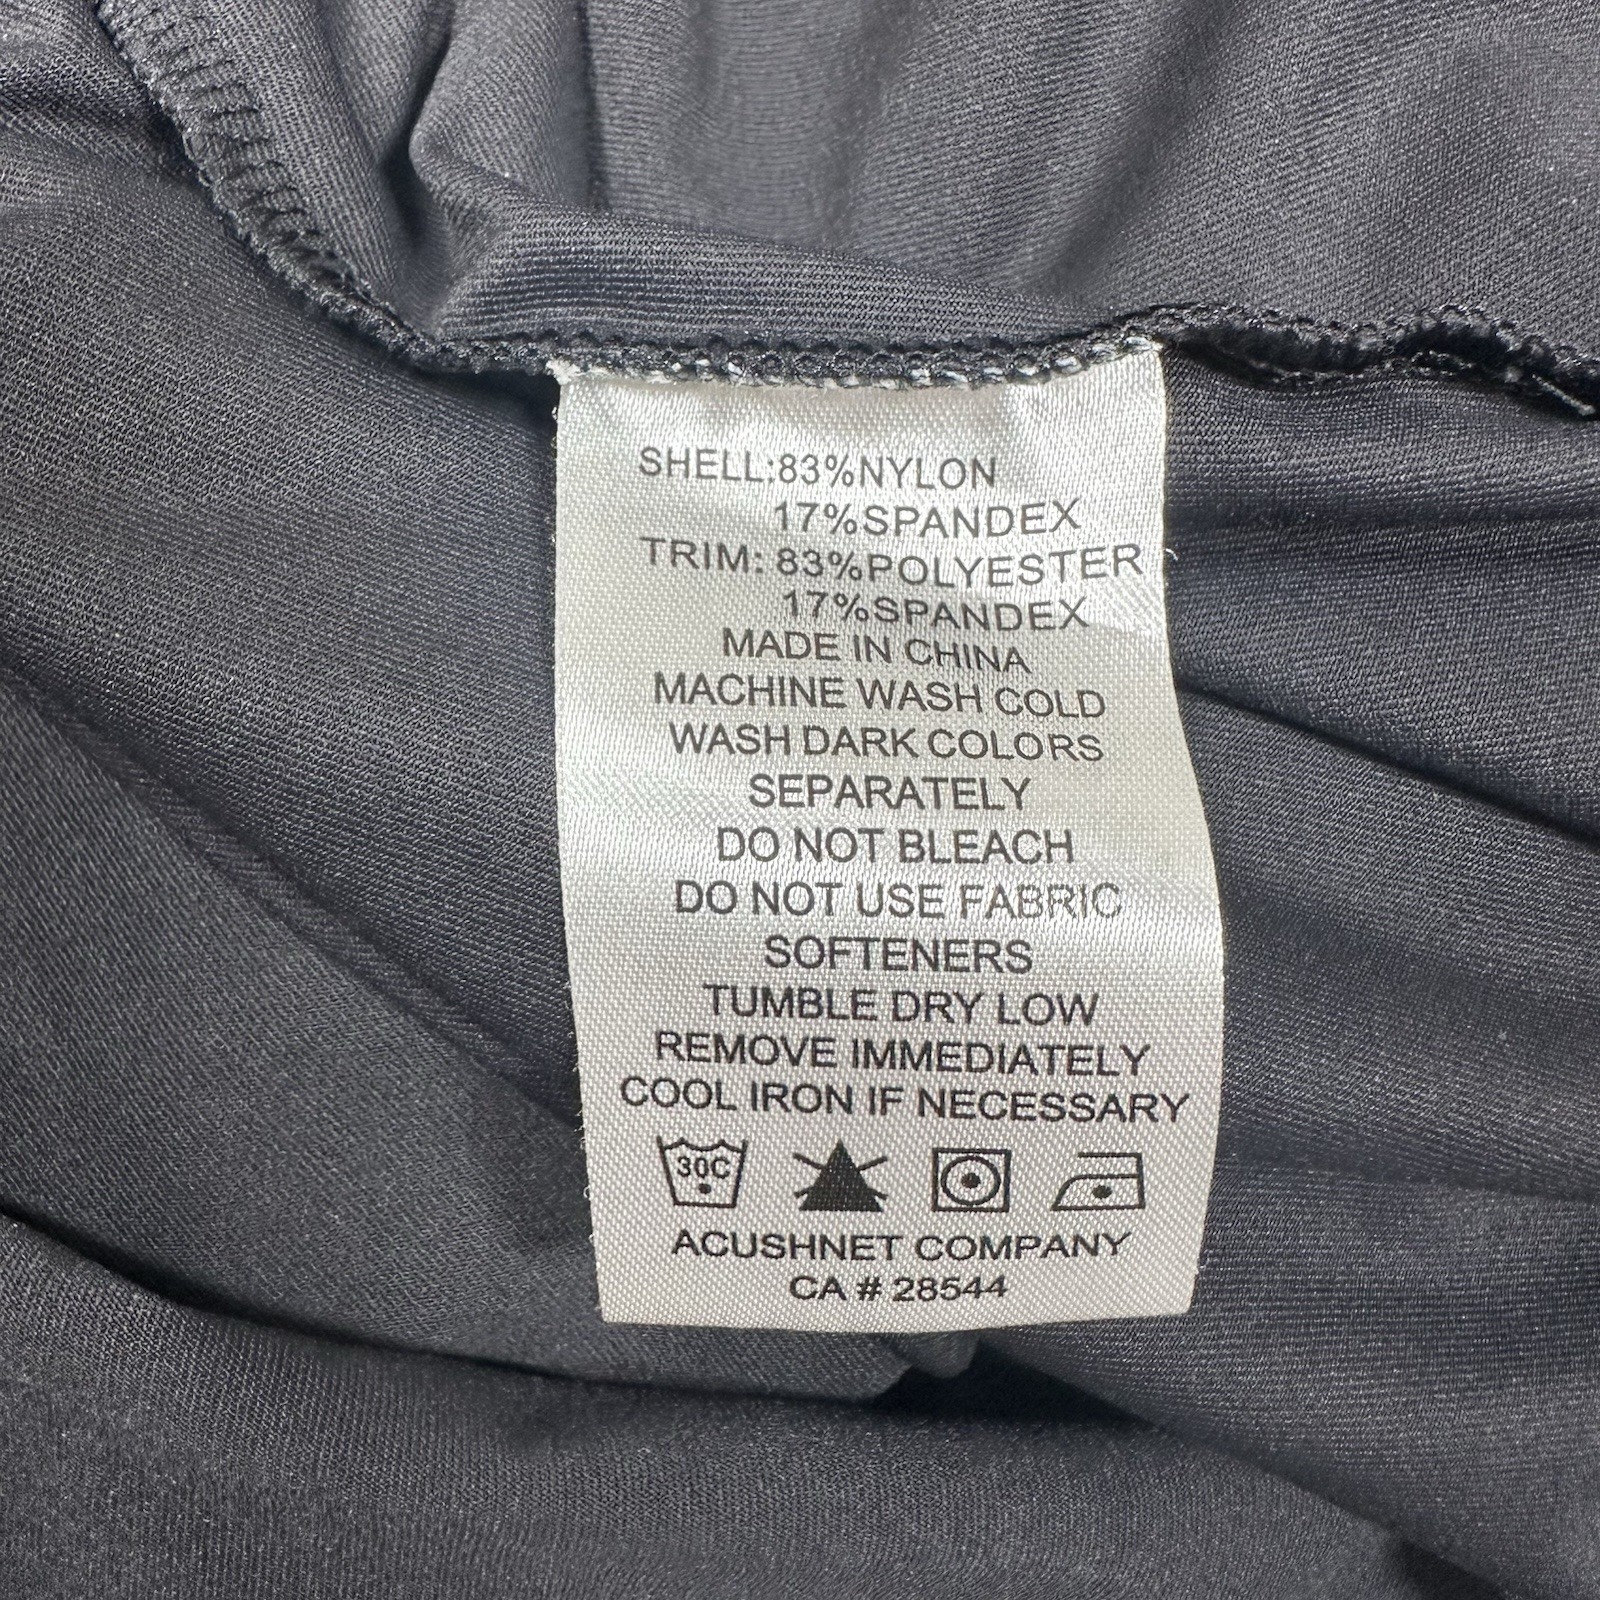 SHELL:83%NYLON
17%SPANDEX
TRIM: 83%POLYESTER
17%SPANDEX
MADE IN CHINA
MACHINE WASH COLD
WASH DARK COLORS
SEPARATELY
DO NOT BLEACH
DO NOT USE FABRIC
SOFTENERS
TUMBLE DRY LOW
REMOVE IMMEDIATELY
COOL IRON IF NECESSARY
30C
ACUSHNET COMPANY
CA # 28544